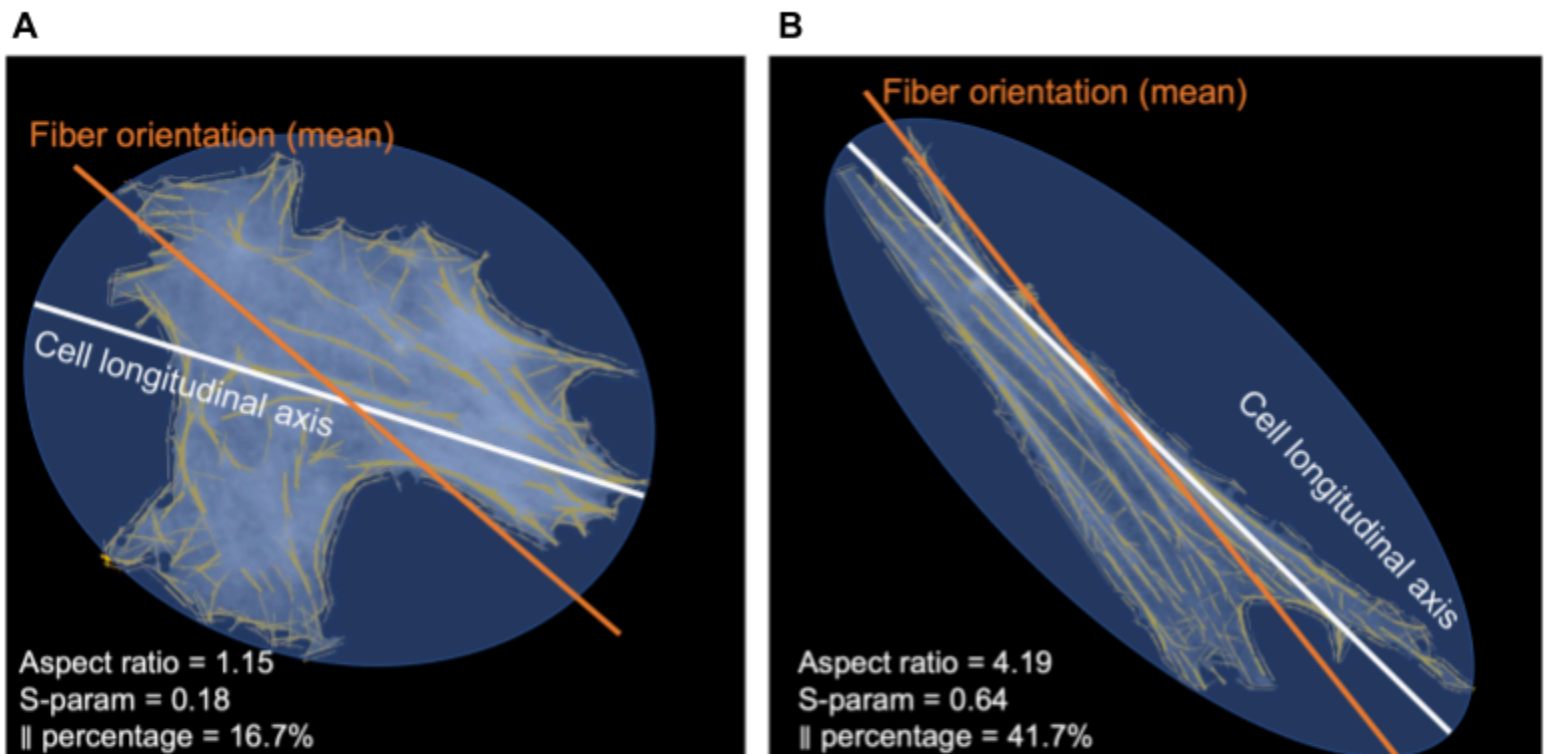 A
Fiber orientation (mean)
Cell longitudinal axis
Aspect ratio = 1.15
S-param = 0.18
∥ percentage = 16.7%
B
Fiber orientation (mean)
Cell longitudinal axis
Aspect ratio = 4.19
S-param = 0.64
∥ percentage = 41.7%